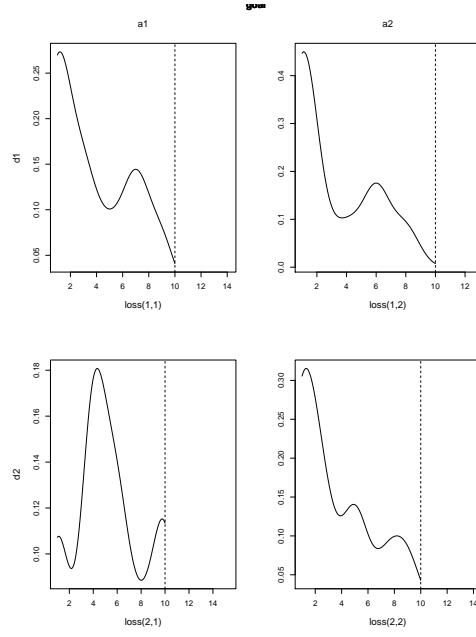 goal
a1 a2
d1
0.05 0.10 0.15 0.20 0.25
2 4 6 8 10 12 14
loss(1,1)
0.0 0.1 0.2 0.3 0.4
2 4 6 8 10 12
loss(1,2)
d2
0.10 0.12 0.14 0.16 0.18
2 4 6 8 10 12 14
loss(2,1)
0.05 0.10 0.15 0.20 0.25 0.30
2 4 6 8 10 12 14
loss(2,2)